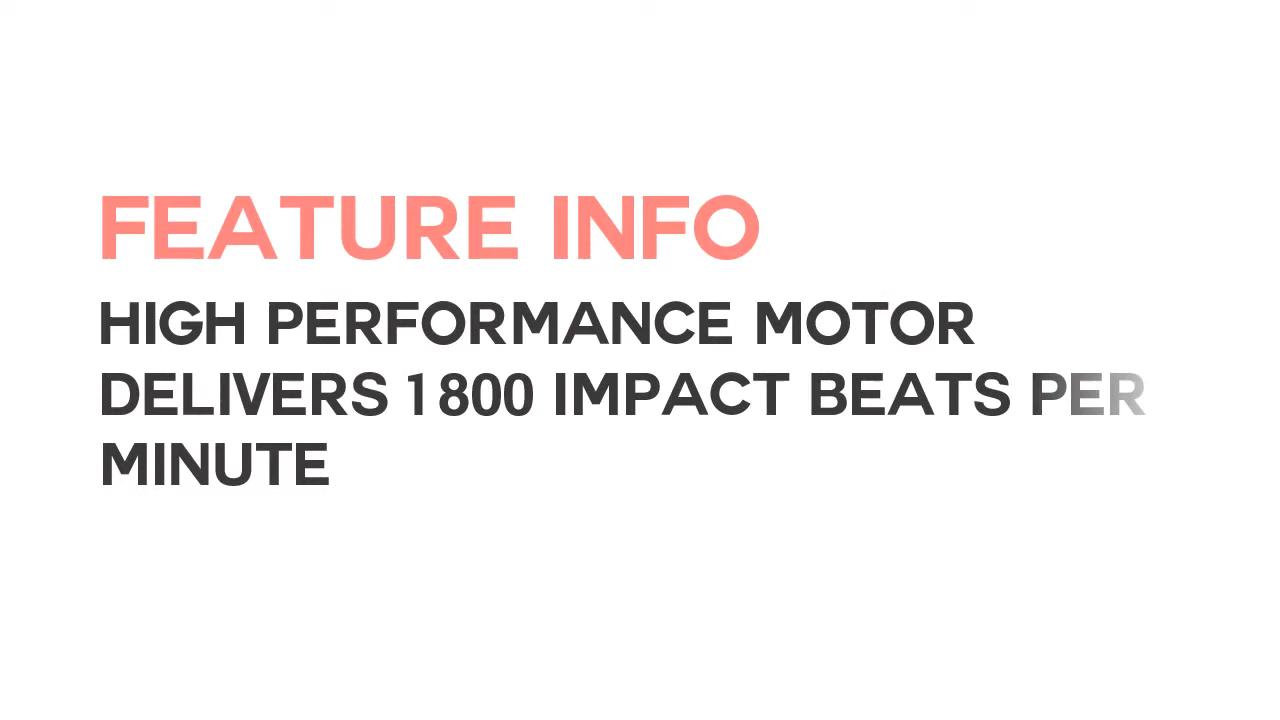 FEATURE INFO
HIGH PERFORMANCE MOTOR
DELIVERS 1800 IMPACT BEATS PER
MINUTE